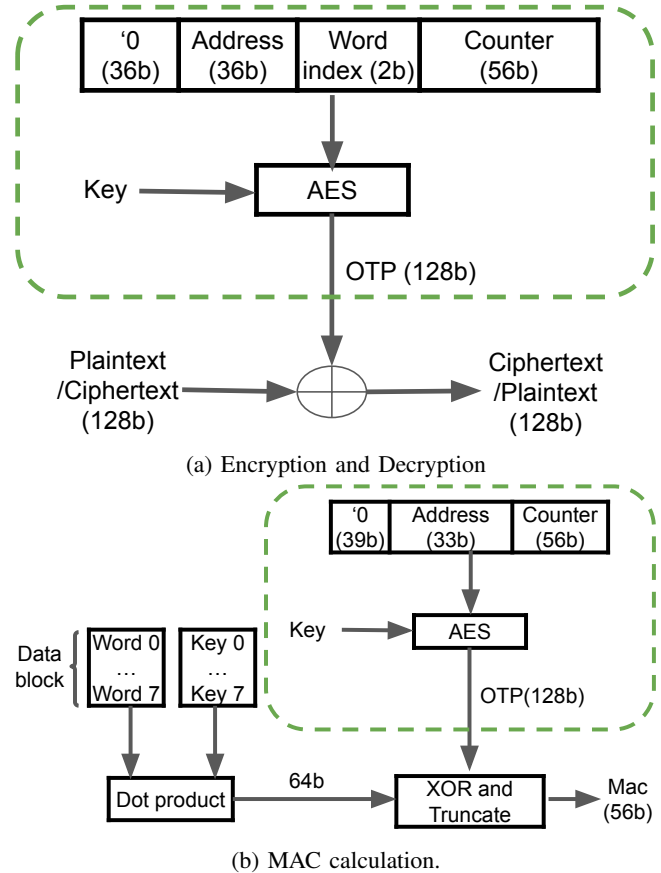 ‘0 Address Word Counter
(36b) (36b) index (2b) (56b)
Key AES
OTP (128b)
Plaintext Ciphertext
/Ciphertext /Plaintext
(128b) (128b)
(a) Encryption and Decryption
‘0 Address Counter
(39b) (33b) (56b)
Key AES
OTP(128b)
Data block
Word 0 Key 0
... ...
Word 7 Key 7
Dot product 64b XOR and Truncate Mac (56b)
(b) MAC calculation.